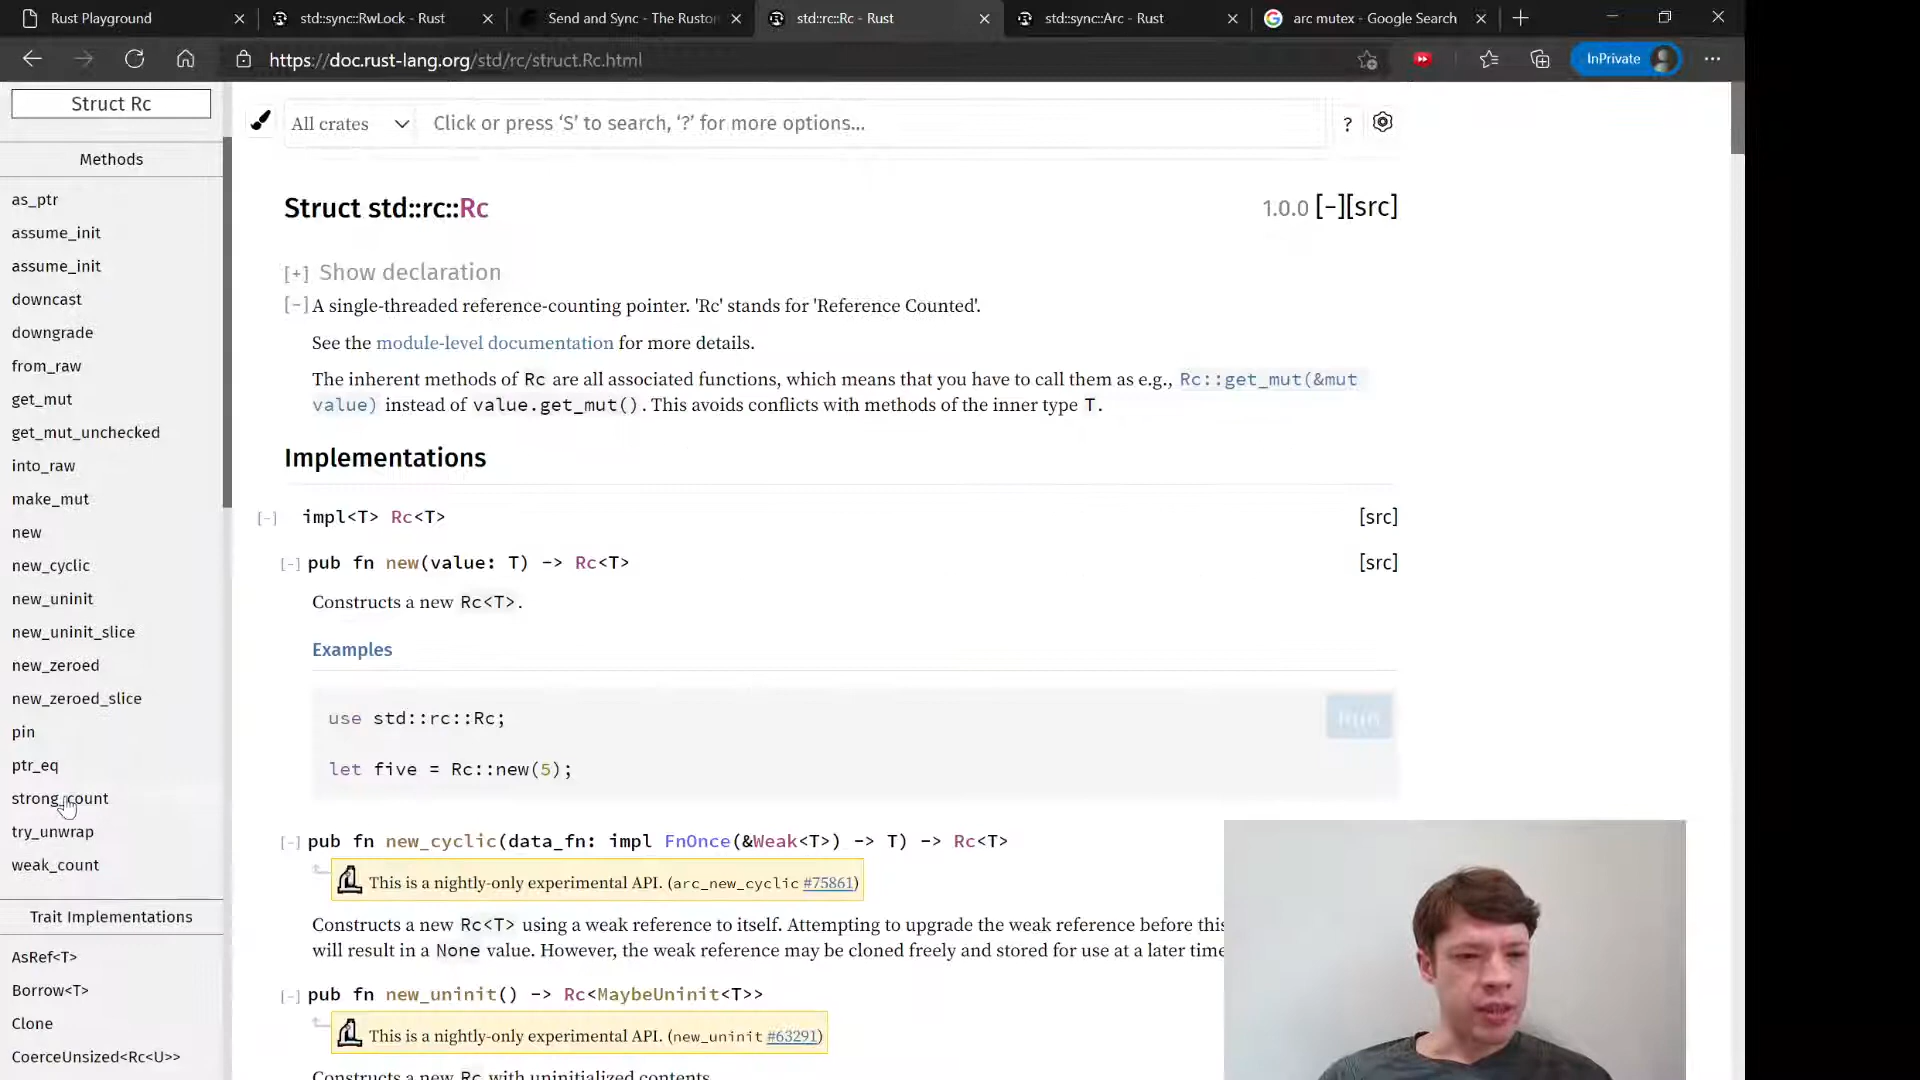 Rust Playground
std::sync::RwLock - Rust
Send and Sync - The Rustor
std::rc::Rc - Rust
std::sync::Arc - Rust
arc mutex - Google Search
https://doc.rust-lang.org/std/rc/struct.Rc.html
InPrivate
Struct Rc
Methods
as_ptr
assume_init
assume_init
downcast
downgrade
from_raw
get_mut
get_mut_unchecked
into_raw
make_mut
new
new_cyclic
new_uninit
new_uninit_slice
new_zeroed
new_zeroed_slice
pin
ptr_eq
strong_count
try_unwrap
weak_count
Trait Implementations
AsRef<T>
Borrow<T>
Clone
CoerceUnsized<Rc<U>>
All crates
Click or press ‘S’ to search, ‘?’ for more options…
?
Struct std::rc::Rc
1.0.0 [-][src]
[+] Show declaration
[-] A single-threaded reference-counting pointer. 'Rc' stands for 'Reference Counted'.
See the module-level documentation for more details.
The inherent methods of Rc are all associated functions, which means that you have to call them as e.g., Rc::get_mut(&mut
value) instead of value.get_mut(). This avoids conflicts with methods of the inner type T.
Implementations
[-] impl<T> Rc<T> [src]
[-] pub fn new(value: T) -> Rc<T> [src]
Constructs a new Rc<T>.
Examples
use std::rc::Rc;
Run
let five = Rc::new(5);
[-] pub fn new_cyclic(data_fn: impl FnOnce(&Weak<T>) -> T) -> Rc<T>
This is a nightly-only experimental API. (arc_new_cyclic #75861)
Constructs a new Rc<T> using a weak reference to itself. Attempting to upgrade the weak reference before this
will result in a None value. However, the weak reference may be cloned freely and stored for use at a later time
[-] pub fn new_uninit() -> Rc<MaybeUninit<T>>
This is a nightly-only experimental API. (new_uninit #63291)
Constructs a new Rc with uninitialized contents.